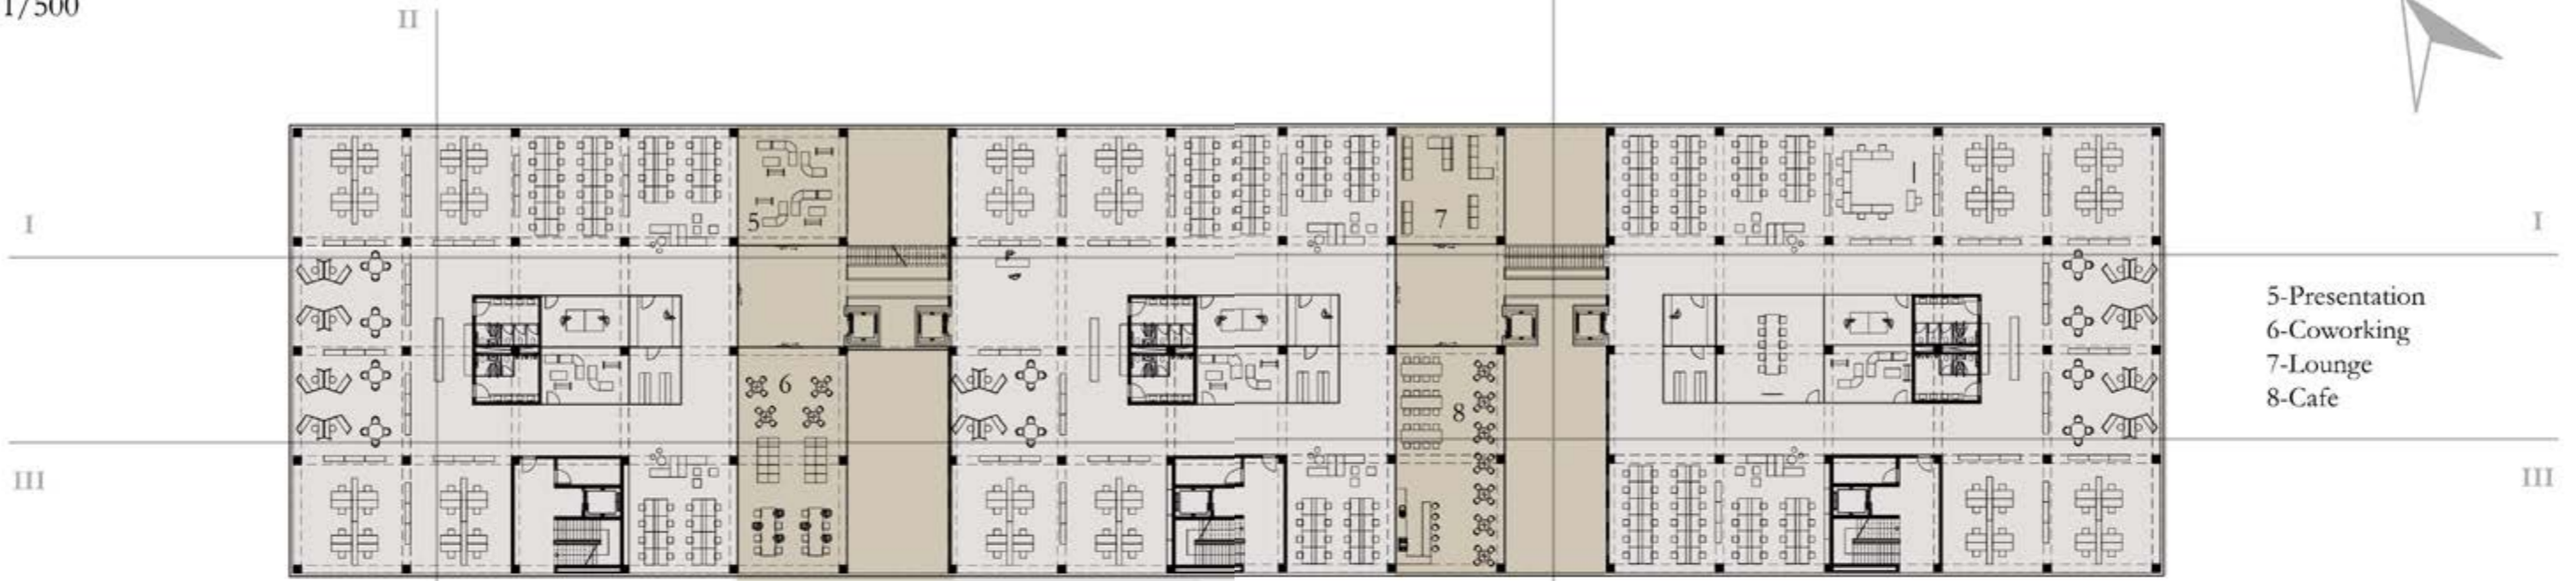 1/500
II
I
I
5
7
5-Presentation
6-Coworking
7-Lounge
8-Cafe
6
8
III
III